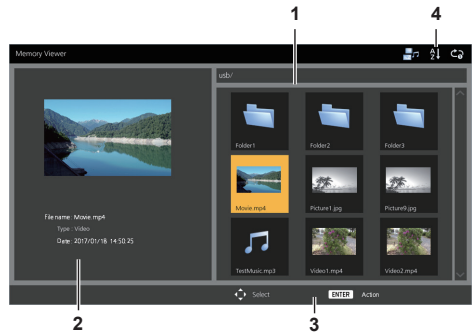 1
4
Memory Viewer
A
Z
usb/
Folder1
Folder2
Folder3
Movie.mp4
Picture1.jpg
Picture9.jpg
File name : Movie.mp4
Type : Video
Date : 2017/01/18 14:50:25
TestMusic.mp3
Video1.mp4
Video2.mp4
Select
ENTER
Action
2
3